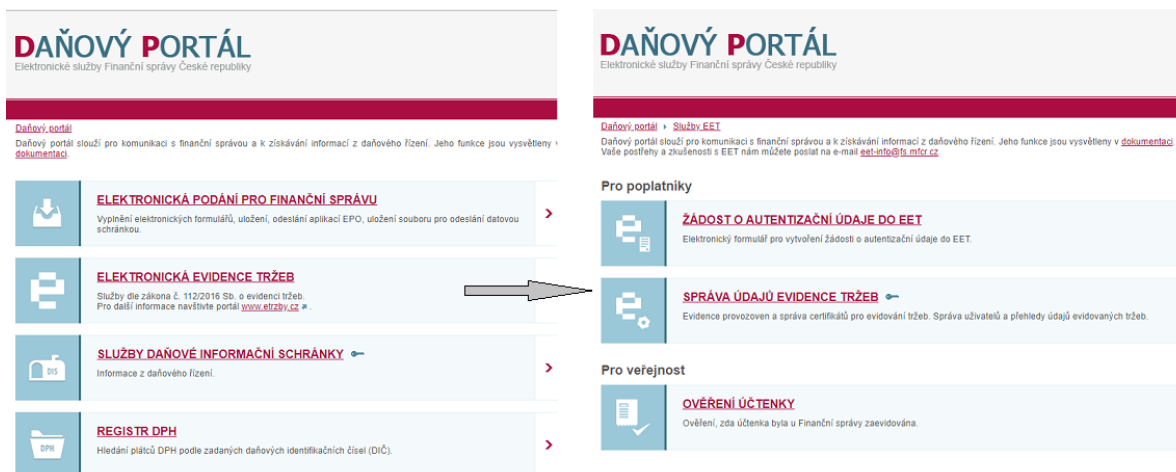 DAŇOVÝ PORTÁL
Elektronické služby Finanční správy České republiky
Daňový portál
Daňový portál slouží pro komunikaci s finanční správou a k získávání informací z daňového řízení. Jeho funkce jsou vysvětleny v
dokumentaci.
ELEKTRONICKÁ PODÁNÍ PRO FINANČNÍ SPRÁVU
Vyplnění elektronických formulářů, uložení, odeslání aplikací EPO, uložení souboru pro odeslání datovou
schránkou.
ELEKTRONICKÁ EVIDENCE TRŽEB
Služby dle zákona č. 112/2016 Sb. o evidenci tržeb.
Pro další informace navštivte portál www.etrzby.cz .
DIS
SLUŽBY DAŇOVÉ INFORMAČNÍ SCHRÁNKY
Informace z daňového řízení.
DPH
REGISTR DPH
Hledání plátců DPH podle zadaných daňových identifikačních čísel (DIČ).
DAŇOVÝ PORTÁL
Elektronické služby Finanční správy České republiky
Daňový portál Služby EET
Daňový portál slouží pro komunikaci s finanční správou a k získávání informací z daňového řízení. Jeho funkce jsou vysvětleny v dokumentaci.
Vaše postřehy a zkušenosti s EET nám můžete poslat na e-mail eet-info@fs.mfcr.cz.
Pro poplatníky
ŽÁDOST O AUTENTIZAČNÍ ÚDAJE DO EET
Elektronický formulář pro vytvoření žádosti o autentizační údaje do EET.
SPRÁVA ÚDAJŮ EVIDENCE TRŽEB
Evidence provozoven a správa certifikátů pro evidování tržeb. Správa uživatelů a přehledy údajů evidovaných tržeb.
Pro veřejnost
OVĚŘENÍ ÚČTENKY
Ověření, zda účtenka byla u Finanční správy zaevidována.